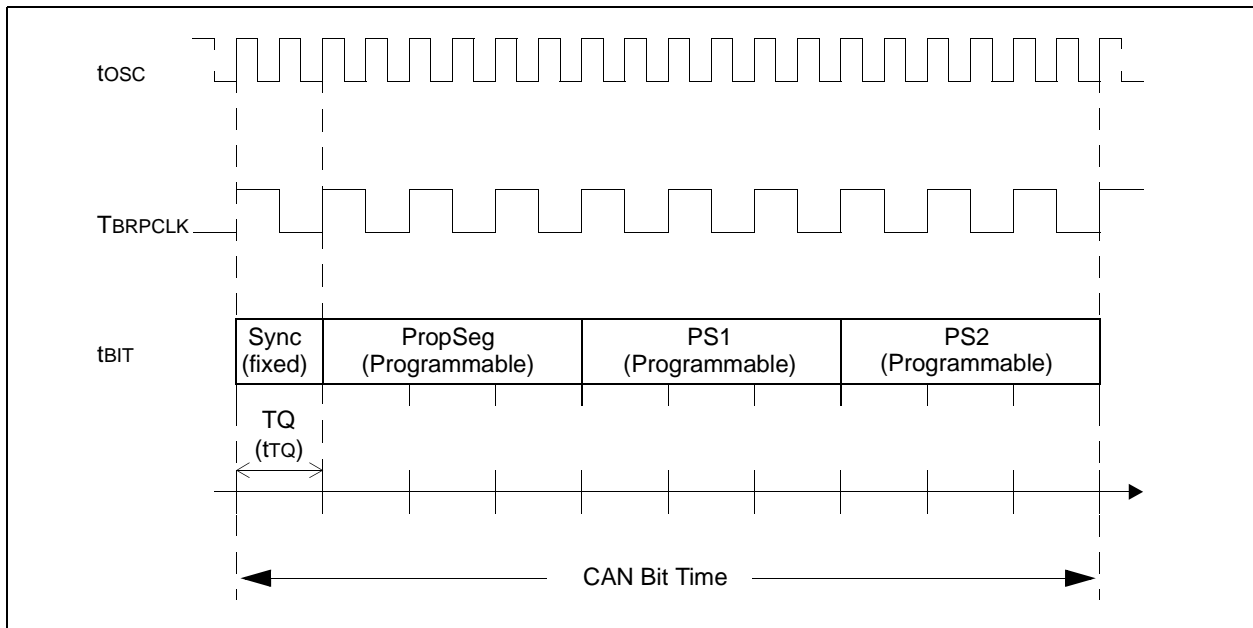 tOSC
TBRPCLK
tBIT
Sync
(fixed)
PropSeg
(Programmable)
PS1
(Programmable)
PS2
(Programmable)
TQ
(tTQ)
CAN Bit Time